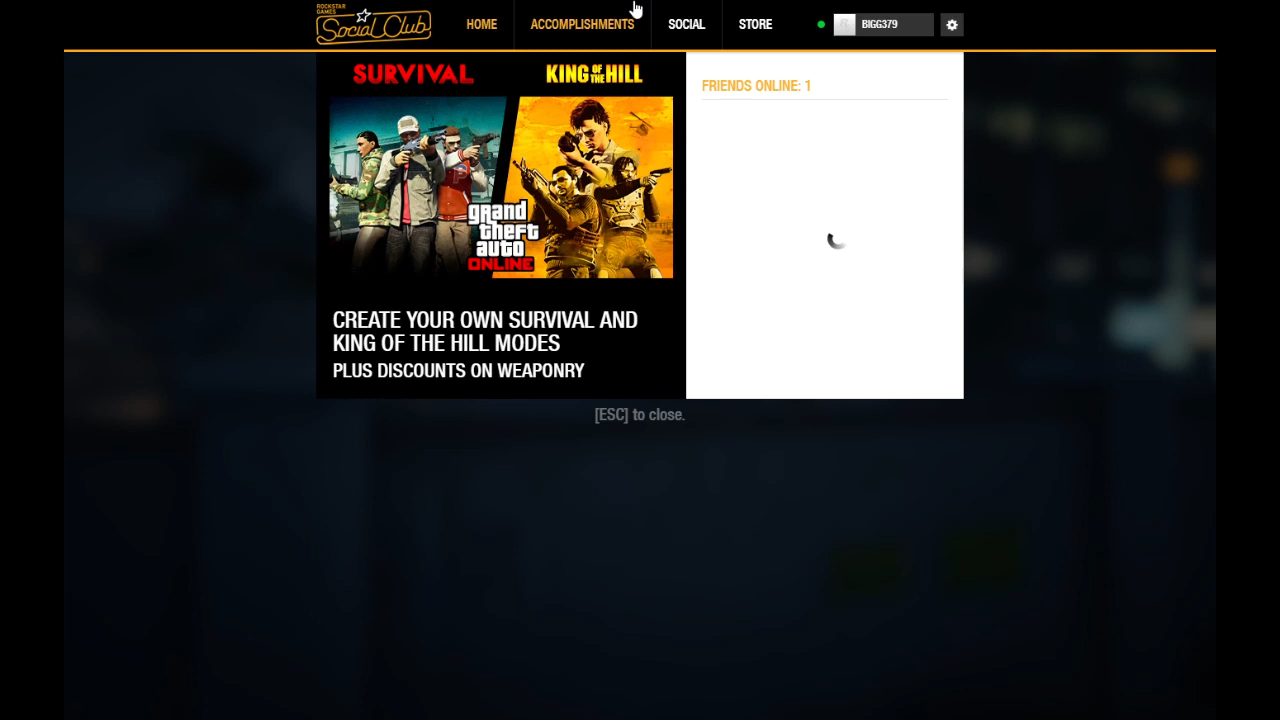 ROCKSTAR
GAMES
Social Club
HOME
ACCOMPLISHMENTS
SOCIAL
STORE
BIGG379
SURVIVAL
KING OF THE HILL
grand
theft
auto
ONLINE
FRIENDS ONLINE: 1
CREATE YOUR OWN SURVIVAL AND
KING OF THE HILL MODES
PLUS DISCOUNTS ON WEAPONRY
[ESC] to close.